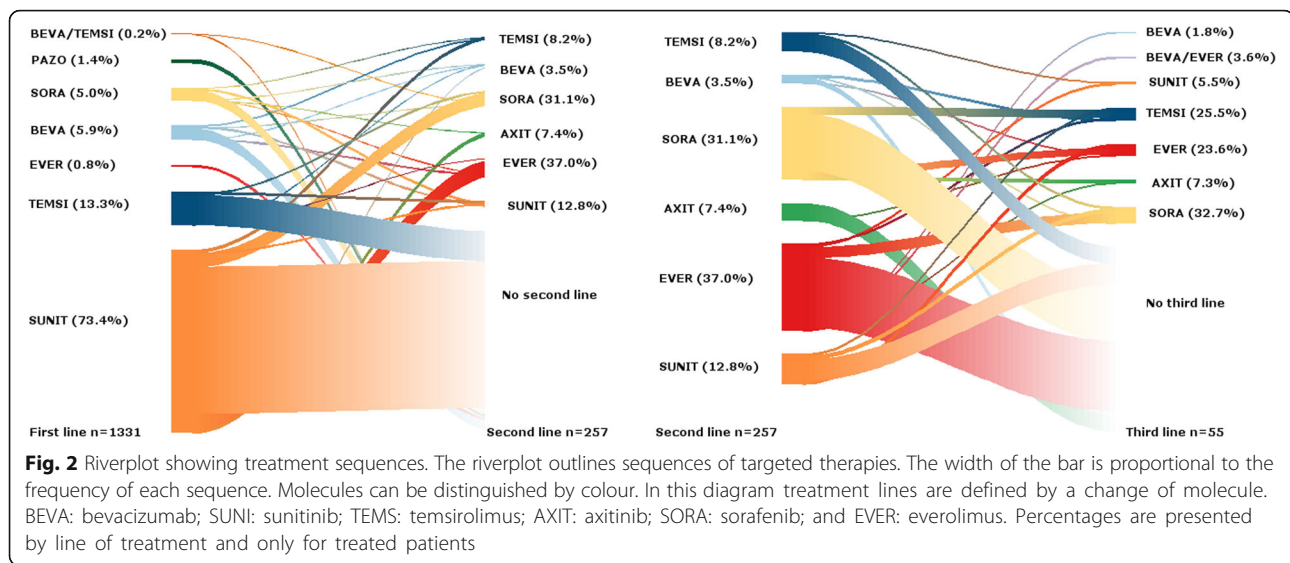 BEVA/TEMSI (0.2%)
PAZO (1.4%)
SORA (5.0%)
BEVA (5.9%)
EVER (0.8%)
TEMSI (13.3%)
SUNIT (73.4%)
First line n=1331
TEMSI (8.2%)
BEVA (3.5%)
SORA (31.1%)
AXIT (7.4%)
EVER (37.0%)
SUNIT (12.8%)
No second line
Second line n=257
TEMSI (8.2%)
BEVA (3.5%)
SORA (31.1%)
AXIT (7.4%)
EVER (37.0%)
SUNIT (12.8%)
Second line n=257
BEVA (1.8%)
BEVA/EVER (3.6%)
SUNIT (5.5%)
TEMSI (25.5%)
EVER (23.6%)
AXIT (7.3%)
SORA (32.7%)
No third line
Third line n=55
Fig. 2 Riverplot showing treatment sequences. The riverplot outlines sequences of targeted therapies. The width of the bar is proportional to the
frequency of each sequence. Molecules can be distinguished by colour. In this diagram treatment lines are defined by a change of molecule.
BEVA: bevacizumab; SUNI: sunitinib; TEMS: temsirolimus; AXIT: axitinib; SORA: sorafenib; and EVER: everolimus. Percentages are presented
by line of treatment and only for treated patients